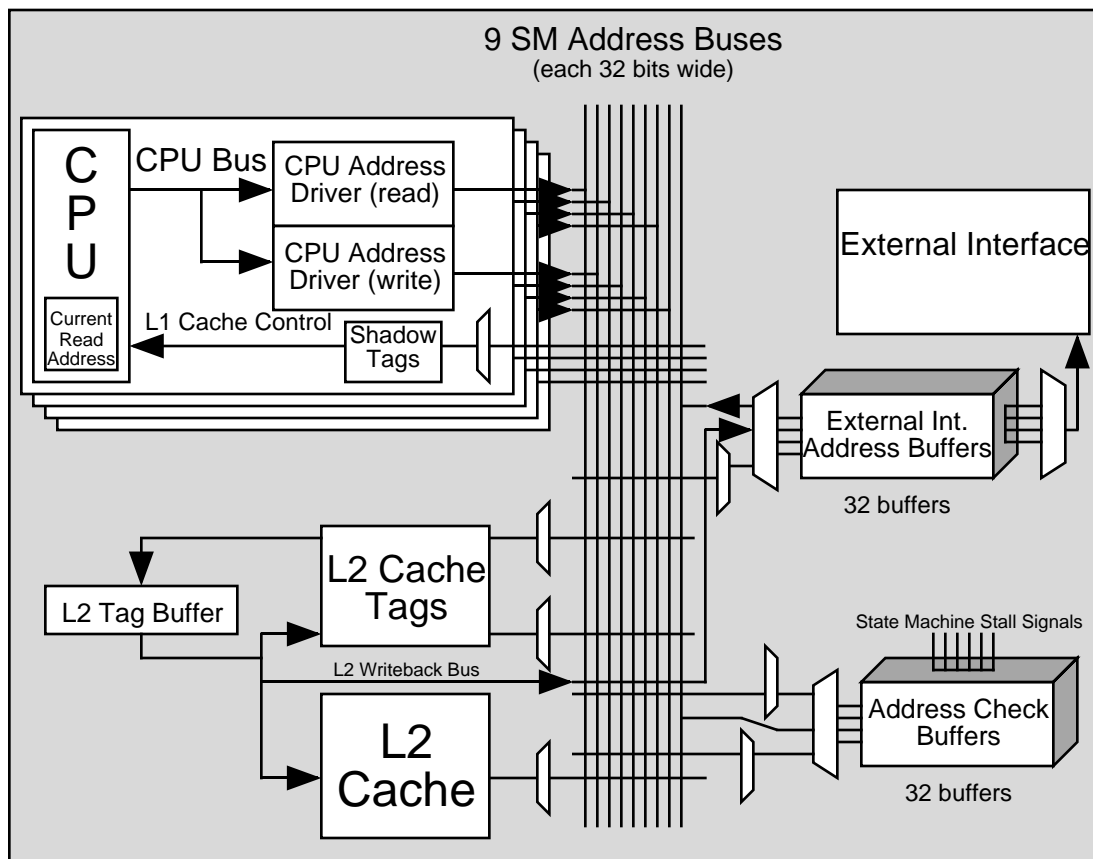 9 SM Address Buses
(each 32 bits wide)
C
P
U
CPU Bus
CPU Address
Driver (read)
CPU Address
Driver (write)
Current
Read
Address
L1 Cache Control
Shadow
Tags
External Interface
External Int.
Address Buffers
32 buffers
L2 Cache
Tags
L2 Tag Buffer
L2 Writeback Bus
State Machine Stall Signals
Address Check
Buffers
32 buffers
L2
Cache